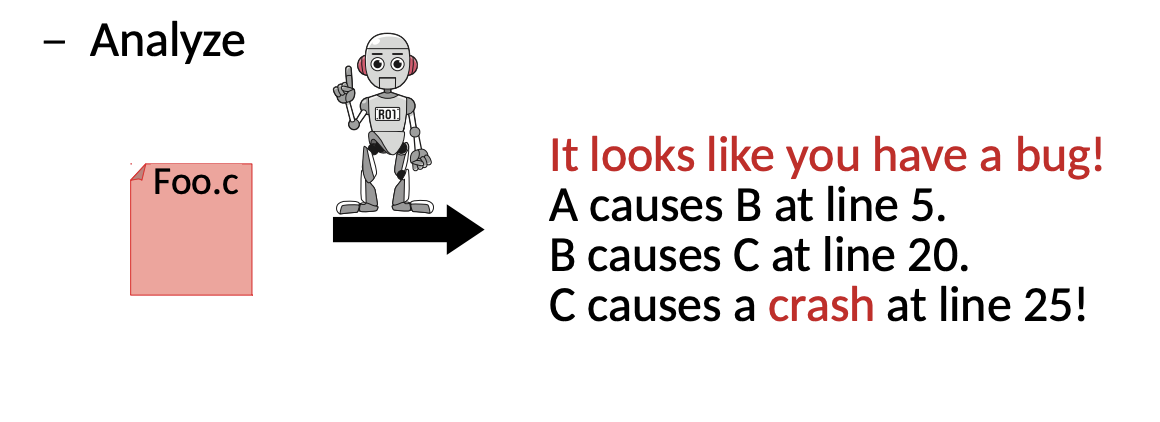 – Analyze
R01
Foo.c
It looks like you have a bug!
A causes B at line 5.
B causes C at line 20.
C causes a crash at line 25!